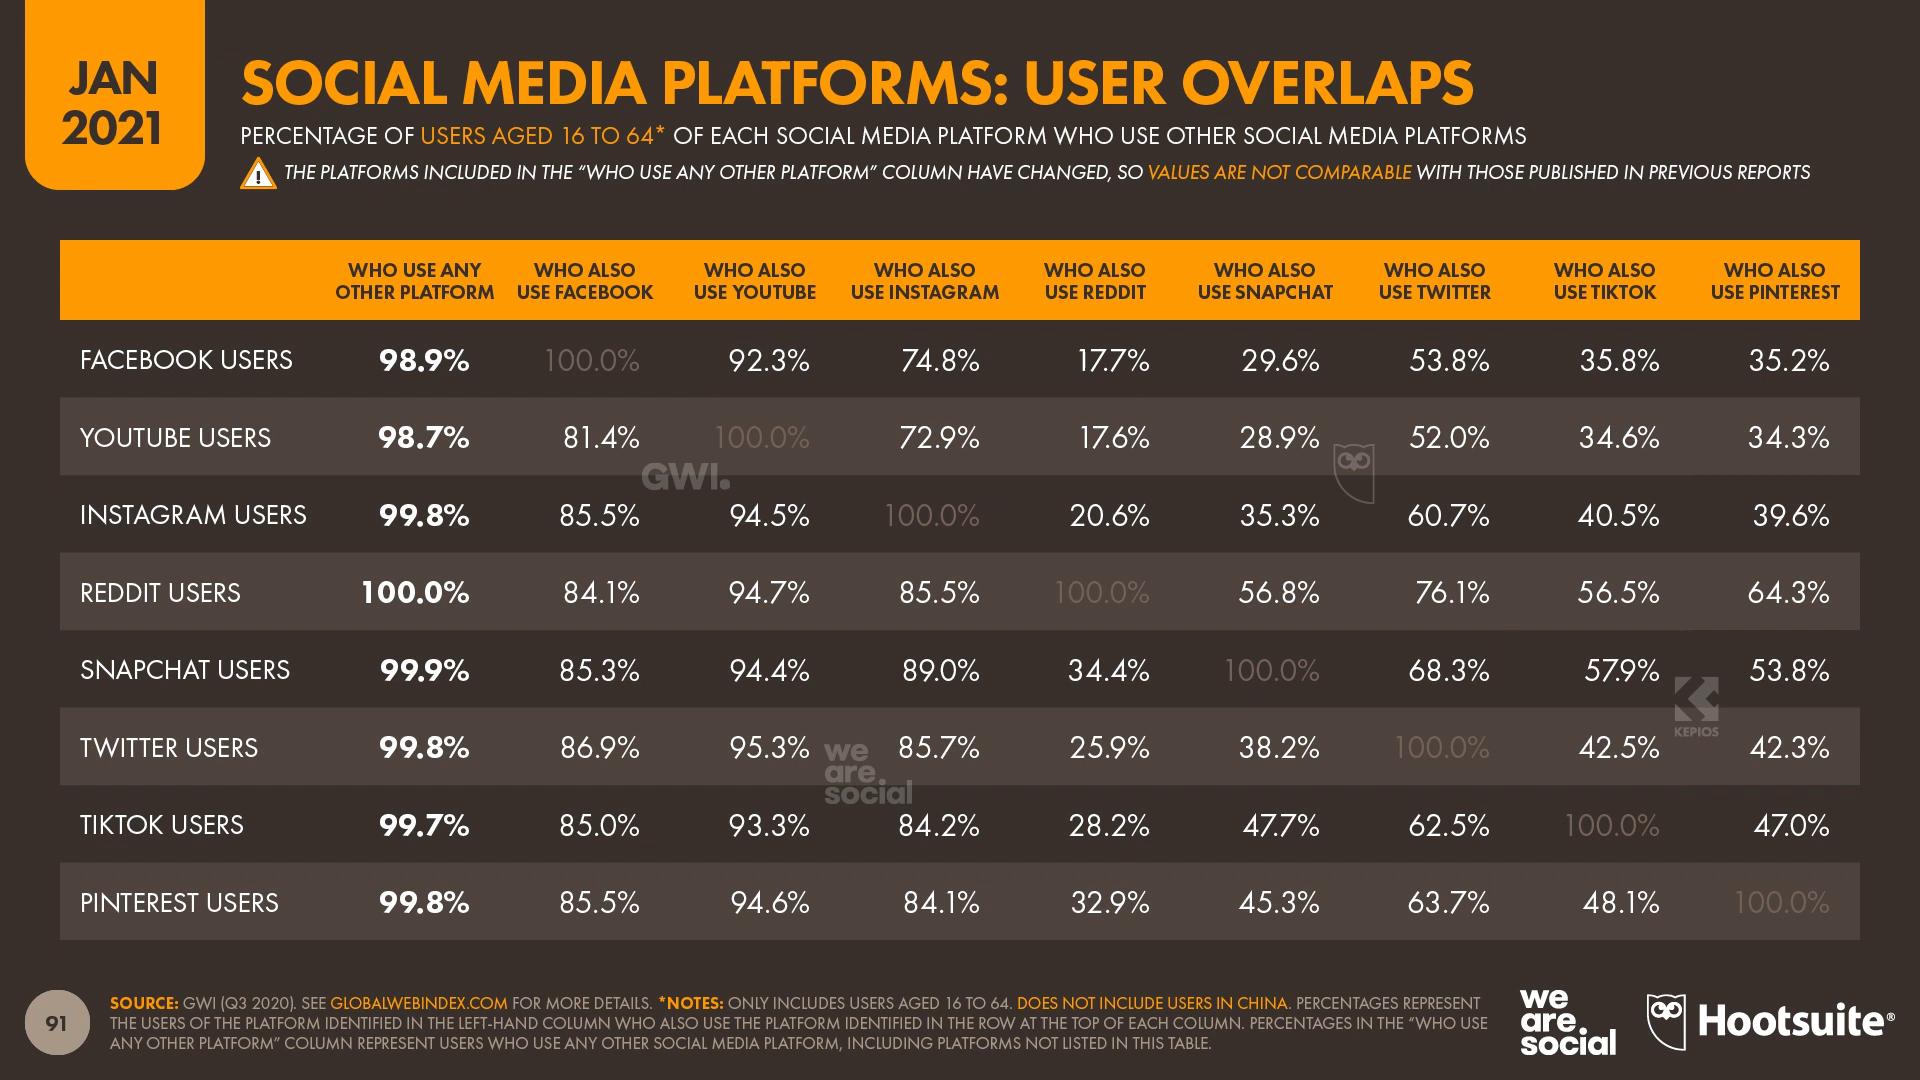 JAN
2021
SOCIAL MEDIA PLATFORMS: USER OVERLAPS
PERCENTAGE OF USERS AGED 16 TO 64* OF EACH SOCIAL MEDIA PLATFORM WHO USE OTHER SOCIAL MEDIA PLATFORMS
! THE PLATFORMS INCLUDED IN THE “WHO USE ANY OTHER PLATFORM” COLUMN HAVE CHANGED, SO VALUES ARE NOT COMPARABLE WITH THOSE PUBLISHED IN PREVIOUS REPORTS
WHO USE ANY WHO ALSO WHO ALSO WHO ALSO WHO ALSO WHO ALSO WHO ALSO WHO ALSO WHO ALSO
OTHER PLATFORM USE FACEBOOK USE YOUTUBE USE INSTAGRAM USE REDDIT USE SNAPCHAT USE TWITTER USE TIKTOK USE PINTEREST
FACEBOOK USERS 98.9% 100.0% 92.3% 74.8% 17.7% 29.6% 53.8% 35.8% 35.2%
YOUTUBE USERS 98.7% 81.4% 100.0% 72.9% 17.6% 28.9% 52.0% 34.6% 34.3%
GWI.
INSTAGRAM USERS 99.8% 85.5% 94.5% 100.0% 20.6% 35.3% 60.7% 40.5% 39.6%
REDDIT USERS 100.0% 84.1% 94.7% 85.5% 100.0% 56.8% 76.1% 56.5% 64.3%
SNAPCHAT USERS 99.9% 85.3% 94.4% 89.0% 34.4% 100.0% 68.3% 57.9% 53.8%
KEPIOS
TWITTER USERS 99.8% 86.9% 95.3% 85.7% 25.9% 38.2% 100.0% 42.5% 42.3%
we
are
social
TIKTOK USERS 99.7% 85.0% 93.3% 84.2% 28.2% 47.7% 62.5% 100.0% 47.0%
PINTEREST USERS 99.8% 85.5% 94.6% 84.1% 32.9% 45.3% 63.7% 48.1% 100.0%
91
SOURCE: GWI (Q3 2020). SEE GLOBALWEBINDEX.COM FOR MORE DETAILS. *NOTES: ONLY INCLUDES USERS AGED 16 TO 64. DOES NOT INCLUDE USERS IN CHINA. PERCENTAGES REPRESENT
THE USERS OF THE PLATFORM IDENTIFIED IN THE LEFT-HAND COLUMN WHO ALSO USE THE PLATFORM IDENTIFIED IN THE ROW AT THE TOP OF EACH COLUMN. PERCENTAGES IN THE “WHO USE
ANY OTHER PLATFORM” COLUMN REPRESENT USERS WHO USE ANY OTHER SOCIAL MEDIA PLATFORM, INCLUDING PLATFORMS NOT LISTED IN THIS TABLE.
we
are
social
Hootsuite®